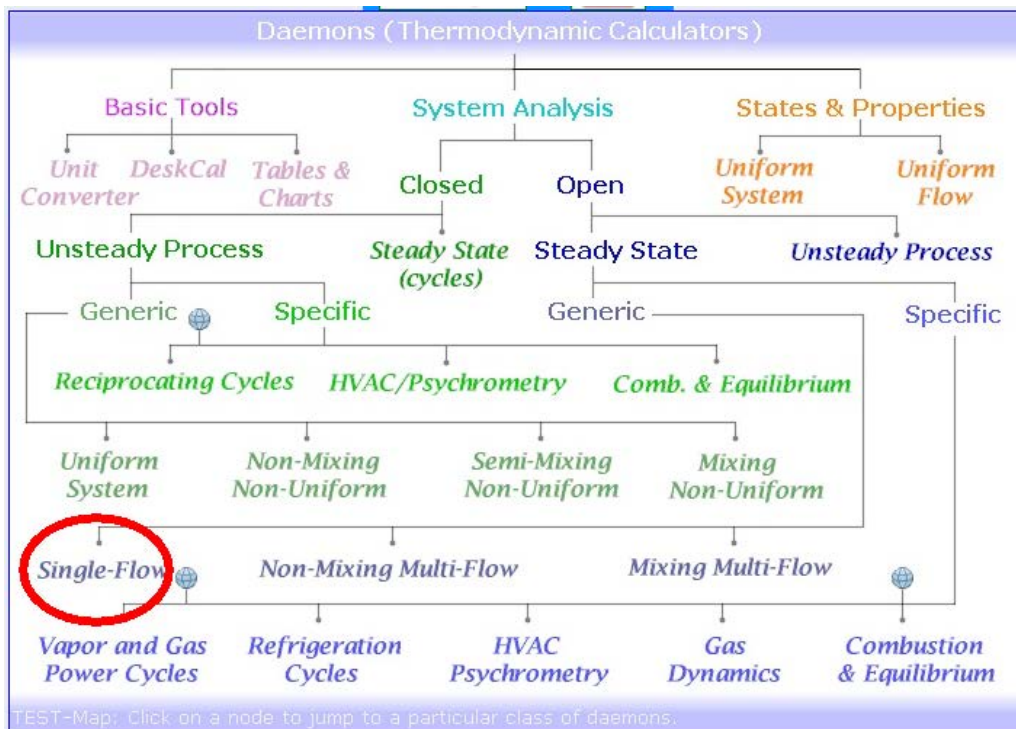 Daemons (Thermodynamic Calculators)
Basic Tools
System Analysis
States & Properties
Unit
Converter
DeskCal
Tables &
Charts
Closed
Open
Uniform
System
Uniform
Flow
Unsteady Process
Steady State
(cycles)
Steady State
Unsteady Process
Generic
Specific
Generic
Specific
Reciprocating Cycles
HVAC/Psychrometry
Comb. & Equilibrium
Uniform
System
Non-Mixing
Non-Uniform
Semi-Mixing
Non-Uniform
Mixing
Non-Uniform
Single-Flow
Non-Mixing Multi-Flow
Mixing Multi-Flow
Vapor and Gas
Power Cycles
Refrigeration
Cycles
HVAC
Psychrometry
Gas
Dynamics
Combustion
& Equilibrium
TEST-Map: Click on a node to jump to a particular class of daemons.